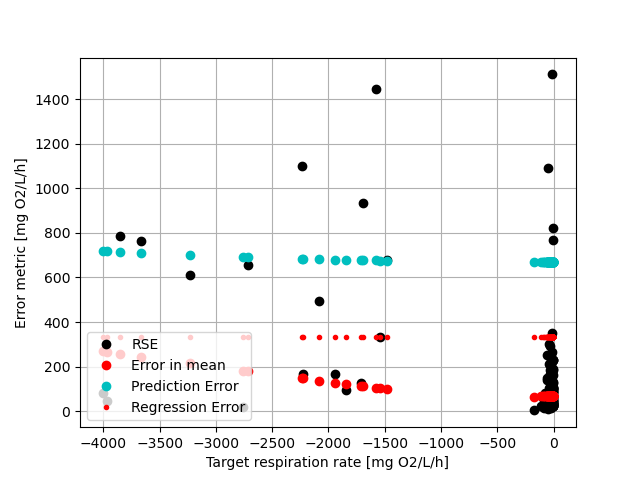 1400
1200
1000
800
600
400
200
0
Error metric [mg O2/L/h]
RSE
Error in mean
Prediction Error
Regression Error
−4000 −3500 −3000 −2500 −2000 −1500 −1000 −500 0
Target respiration rate [mg O2/L/h]